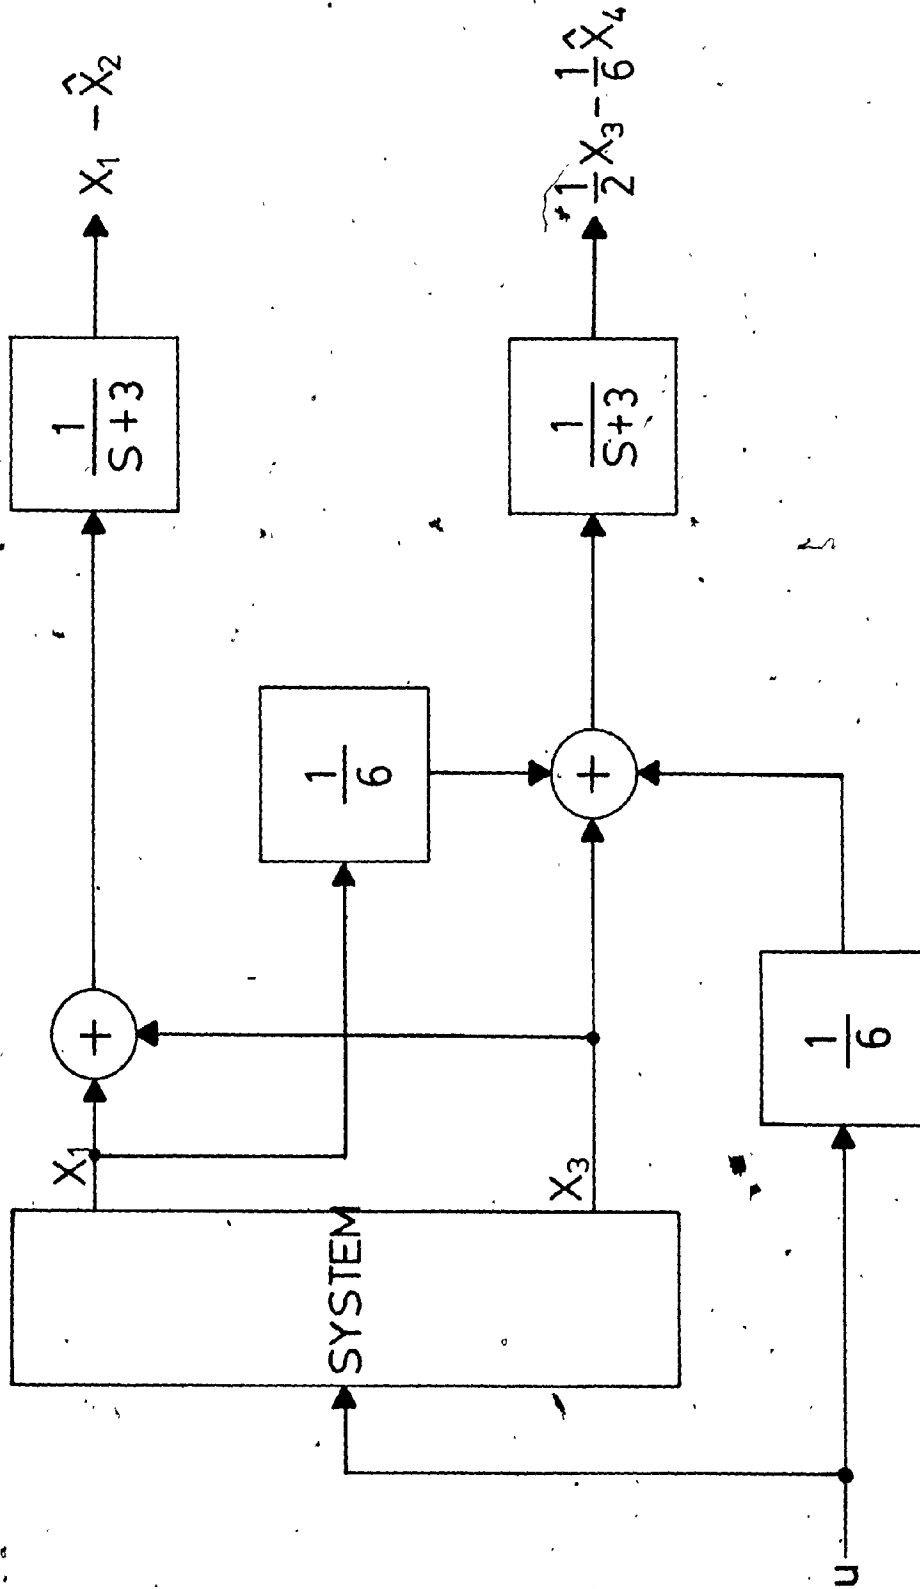 u
SYSTEM
X₁
X₃
+
1/6
1/6
+
1/(S+3)
1/(S+3)
X₁ - X̂₂
1/2 X₃ - 1/6 X̂₄